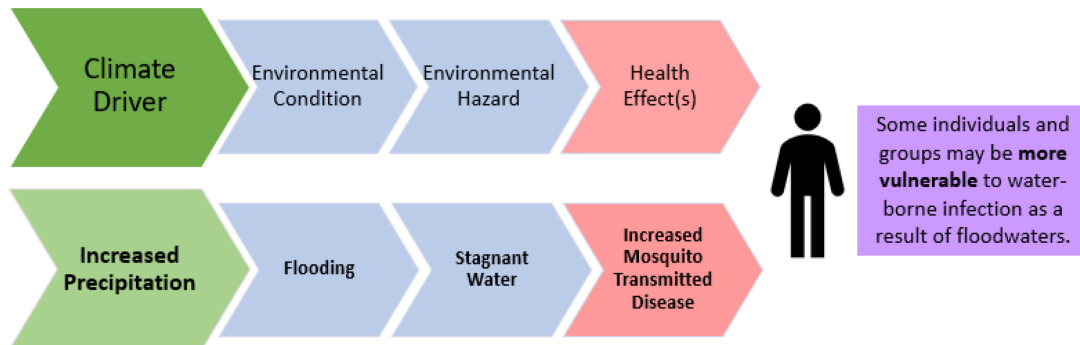 Climate
Driver
Environmental
Condition
Environmental
Hazard
Health
Effect(s)
Increased
Precipitation
Flooding
Stagnant
Water
Increased
Mosquito
Transmitted
Disease
Some individuals and
groups may be more
vulnerable to water-
borne infection as a
result of floodwaters.